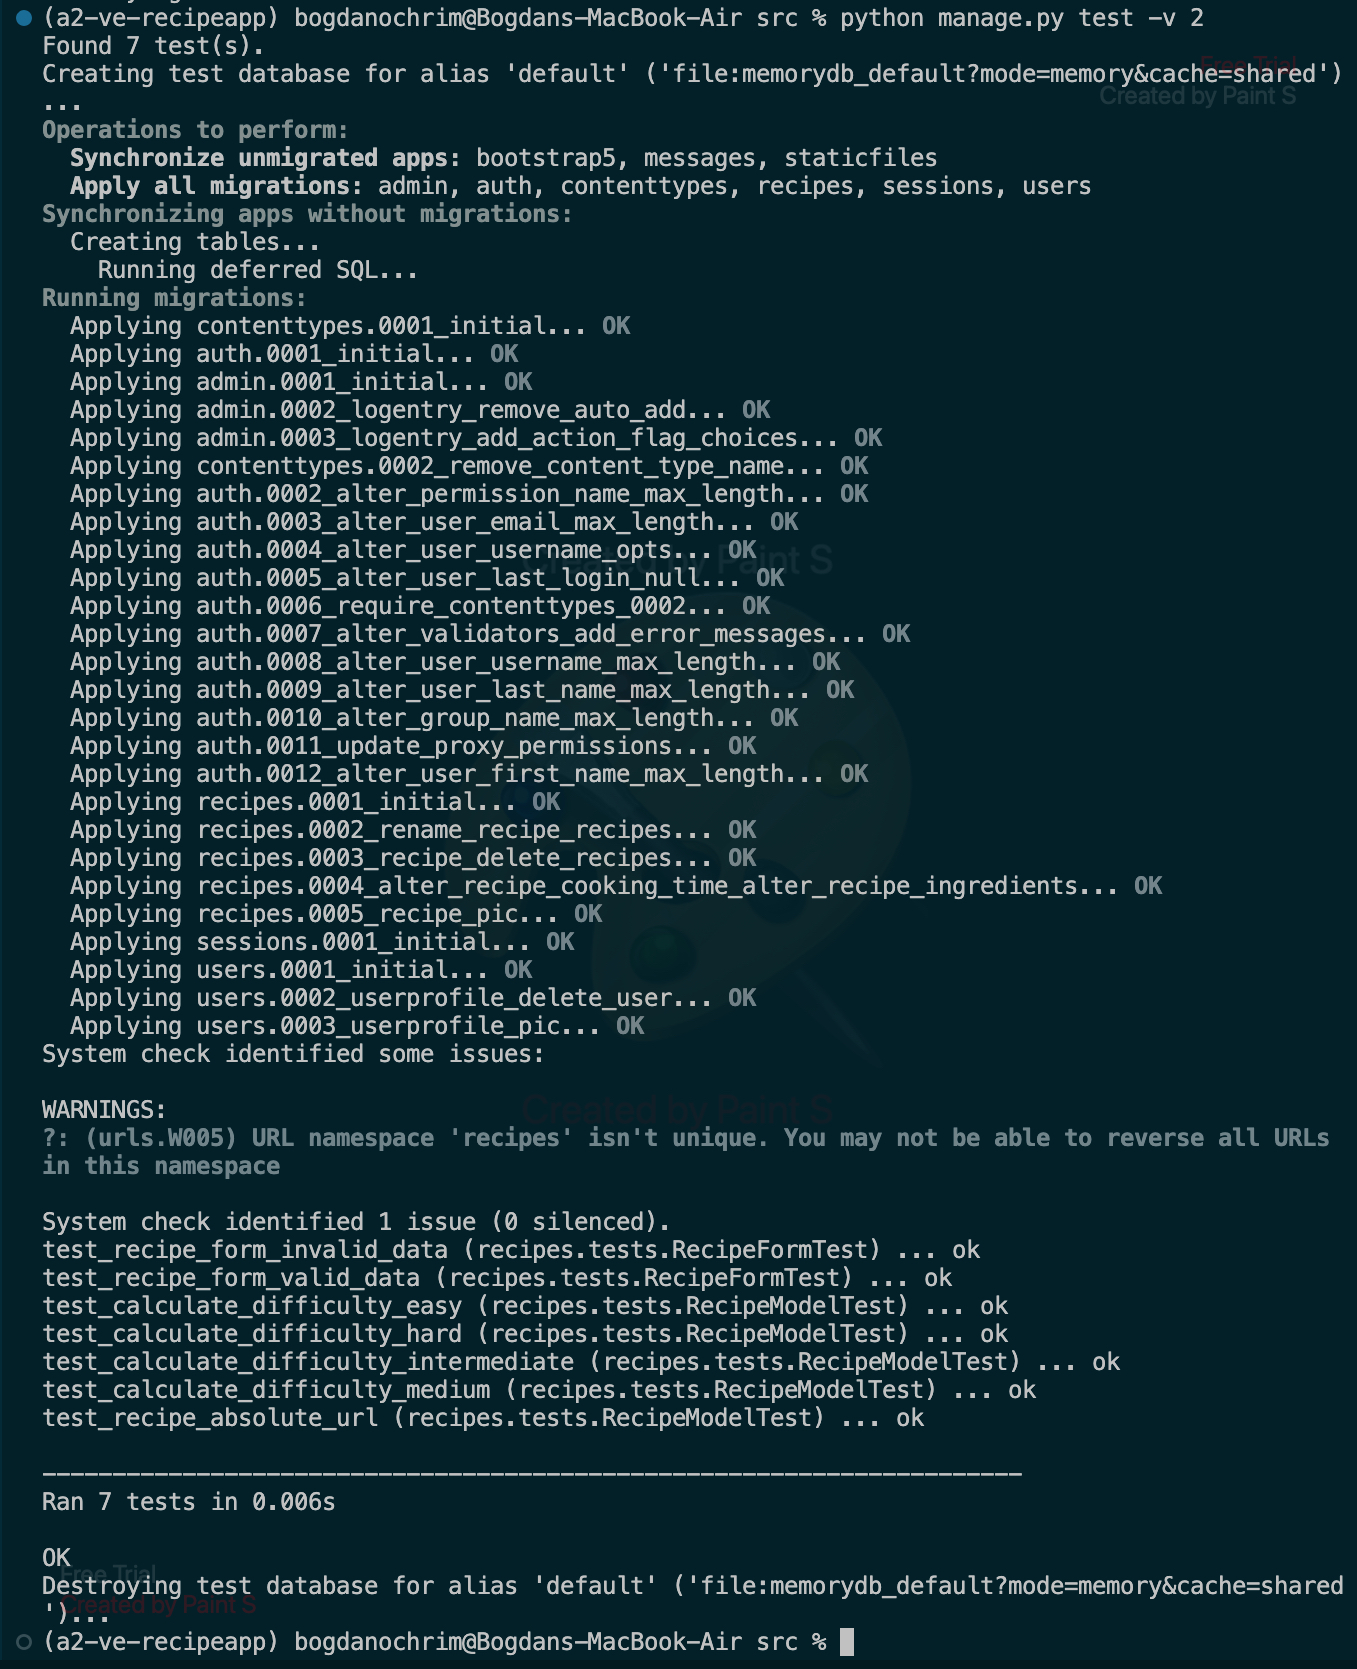 (a2-ve-recipeapp) bogdanochrim@Bogdans-MacBook-Air src % python manage.py test -v 2
Found 7 test(s).
Free Trial
Creating test database for alias 'default' ('file:memorydb_default?mode=memory&cache=shared')
...
Created by Paint S
Operations to perform:
  Synchronize unmigrated apps: bootstrap5, messages, staticfiles
  Apply all migrations: admin, auth, contenttypes, recipes, sessions, users
Synchronizing apps without migrations:
  Creating tables...
    Running deferred SQL...
Running migrations:
  Applying contenttypes.0001_initial... OK
  Applying auth.0001_initial... OK
  Applying admin.0001_initial... OK
  Applying admin.0002_logentry_remove_auto_add... OK
  Applying admin.0003_logentry_add_action_flag_choices... OK
  Applying contenttypes.0002_remove_content_type_name... OK
  Applying auth.0002_alter_permission_name_max_length... OK
  Applying auth.0003_alter_user_email_max_length... OK
  Applying auth.0004_alter_user_username_opts... OK
Created by Paint S
  Applying auth.0005_alter_user_last_login_null... OK
  Applying auth.0006_require_contenttypes_0002... OK
  Applying auth.0007_alter_validators_add_error_messages... OK
  Applying auth.0008_alter_user_username_max_length... OK
  Applying auth.0009_alter_user_last_name_max_length... OK
  Applying auth.0010_alter_group_name_max_length... OK
  Applying auth.0011_update_proxy_permissions... OK
  Applying auth.0012_alter_user_first_name_max_length... OK
  Applying recipes.0001_initial... OK
  Applying recipes.0002_rename_recipe_recipes... OK
  Applying recipes.0003_recipe_delete_recipes... OK
  Applying recipes.0004_alter_recipe_cooking_time_alter_recipe_ingredients... OK
  Applying recipes.0005_recipe_pic... OK
  Applying sessions.0001_initial... OK
  Applying users.0001_initial... OK
  Applying users.0002_userprofile_delete_user... OK
  Applying users.0003_userprofile_pic... OK
System check identified some issues:
WARNINGS:
Created by Paint S
?: (urls.W005) URL namespace 'recipes' isn't unique. You may not be able to reverse all URLs
in this namespace
System check identified 1 issue (0 silenced).
test_recipe_form_invalid_data (recipes.tests.RecipeFormTest) ... ok
test_recipe_form_valid_data (recipes.tests.RecipeFormTest) ... ok
test_calculate_difficulty_easy (recipes.tests.RecipeModelTest) ... ok
test_calculate_difficulty_hard (recipes.tests.RecipeModelTest) ... ok
test_calculate_difficulty_intermediate (recipes.tests.RecipeModelTest) ... ok
test_calculate_difficulty_medium (recipes.tests.RecipeModelTest) ... ok
test_recipe_absolute_url (recipes.tests.RecipeModelTest) ... ok
----------------------------------------------------------------------
Ran 7 tests in 0.006s
OK
Free Trial
Destroying test database for alias 'default' ('file:memorydb_default?mode=memory&cache=shared
')...
Created by Paint S
(a2-ve-recipeapp) bogdanochrim@Bogdans-MacBook-Air src %